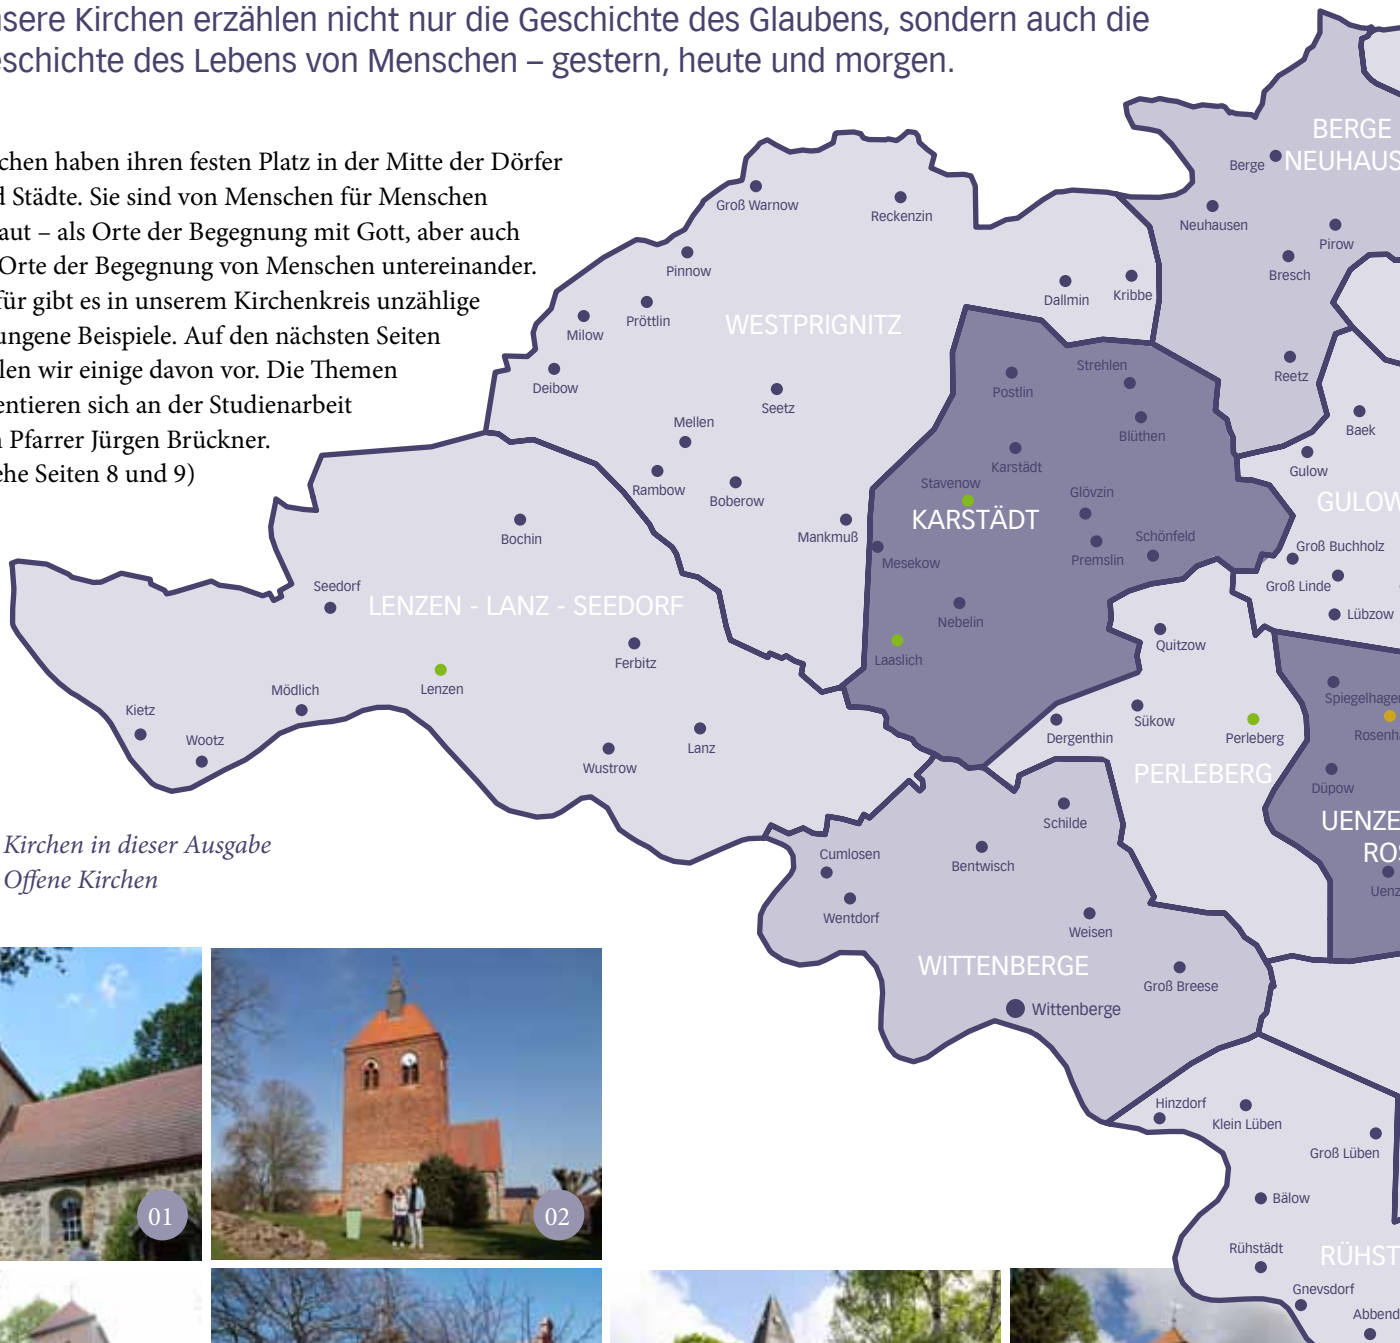 sere Kirchen erzählen nicht nur die Geschichte des Glaubens, sondern auch die
schichte des Lebens von Menschen – gestern, heute und morgen.
chen haben ihren festen Platz in der Mitte der Dörfer
d Städte. Sie sind von Menschen für Menschen
aut – als Orte der Begegnung mit Gott, aber auch
Orte der Begegnung von Menschen untereinander.
für gibt es in unserem Kirchenkreis unzählige
ungene Beispiele. Auf den nächsten Seiten
len wir einige davon vor. Die Themen
entieren sich an der Studienarbeit
n Pfarrer Jürgen Brückner.
ehe Seiten 8 und 9)
BERGE
NEUHAUS
Berge
Neuhausen
Pirow
Bresch
Reetz
Groß Warnow
Reckenzin
Pinnow
Pröttlin
Milow
Deibow
WESTPRIGNITZ
Dallmin
Kribbe
Seetz
Mellen
Rambow
Boberow
Mankmuß
Strehlen
Postlin
Blüthen
Karstädt
Stavenow
KARSTÄDT
Glövzin
Premslin
Schönfeld
Mesekow
Nebelin
Laaslich
Baek
Gulow
GULOW
Groß Buchholz
Groß Linde
Lübzow
Bochin
Seedorf
LENZEN - LANZ - SEEDORF
Ferbitz
Lenzen
Mödlich
Kietz
Wootz
Lanz
Wustrow
Quitzow
Sükow
Dergenthin
Perleberg
PERLEBERG
Spiegelhagen
Rosenha
Düpow
UENZE
ROS
Uenz
Kirchen in dieser Ausgabe
Offene Kirchen
Schilde
Bentwisch
Cumlosen
Wentdorf
Weisen
WITTENBERGE
Groß Breese
Wittenberge
Hinzdorf
Klein Lüben
Groß Lüben
Bälow
Rühstädt
RÜHST
Gnevsdorf
Abbend
01
02